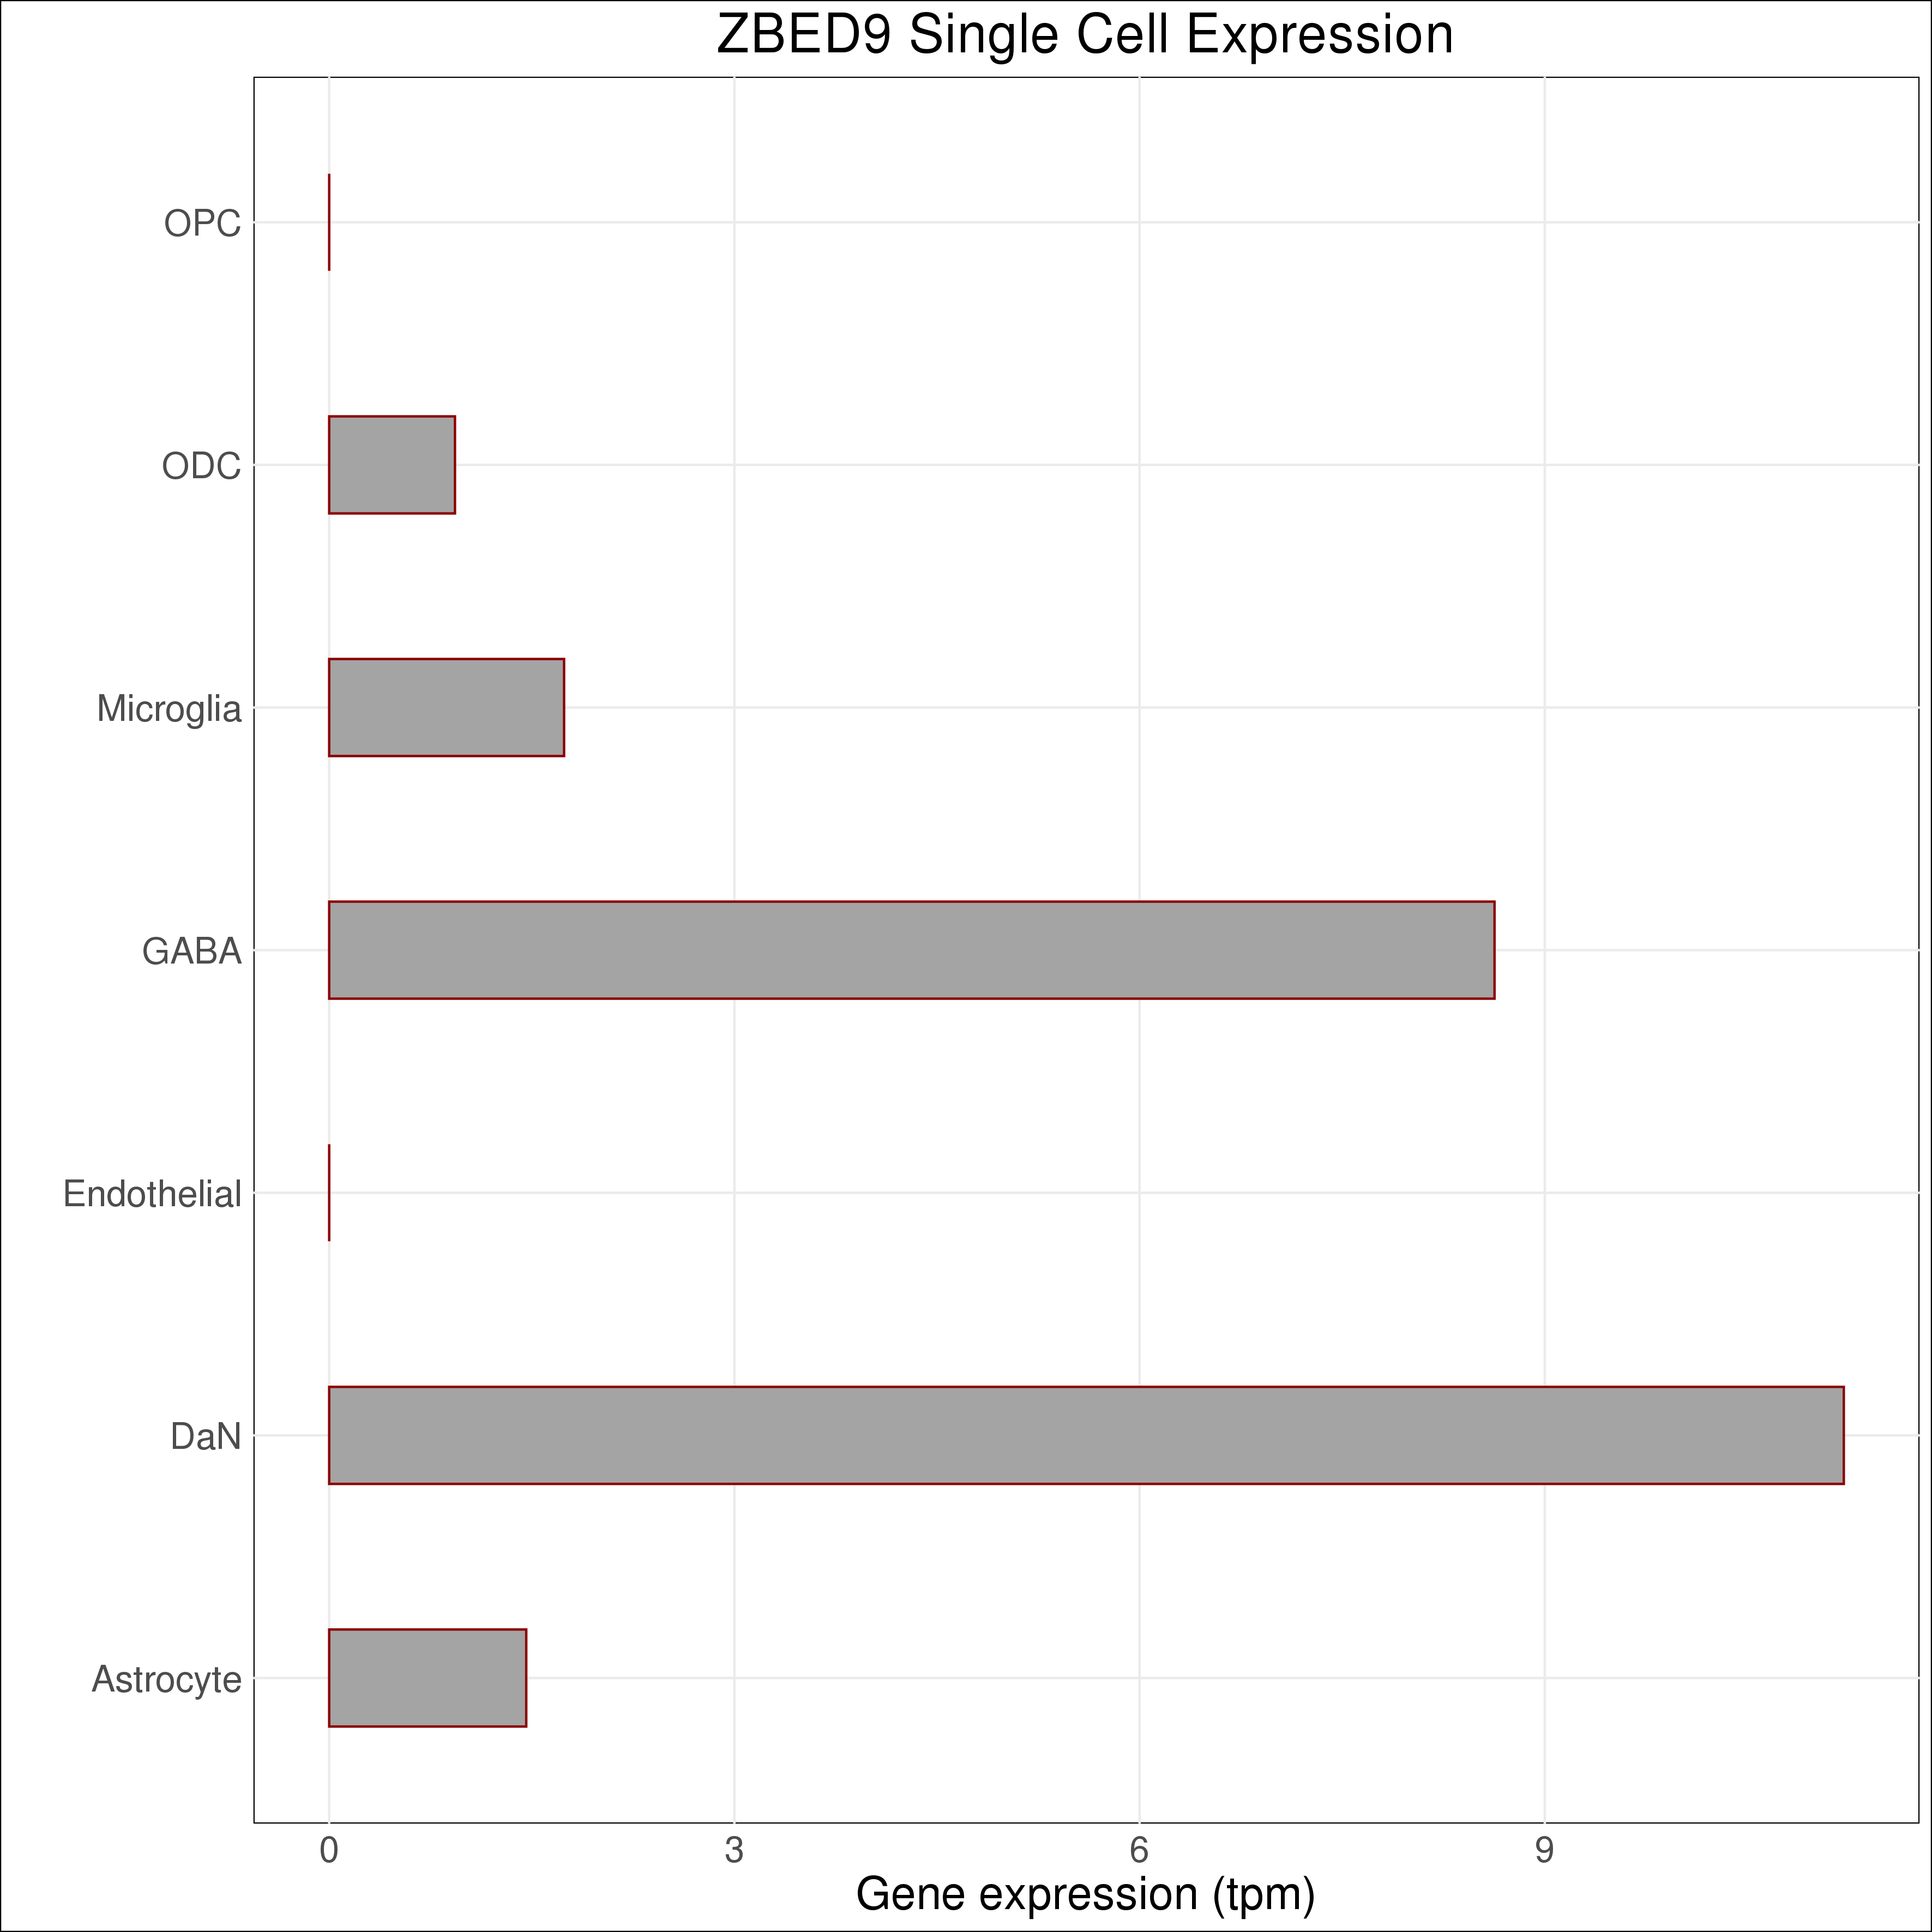 ZBED9 Single Cell Expression
OPC
ODC
Microglia
GABA
Endothelial
DaN
Astrocyte
0 3 6 9
Gene expression (tpm)